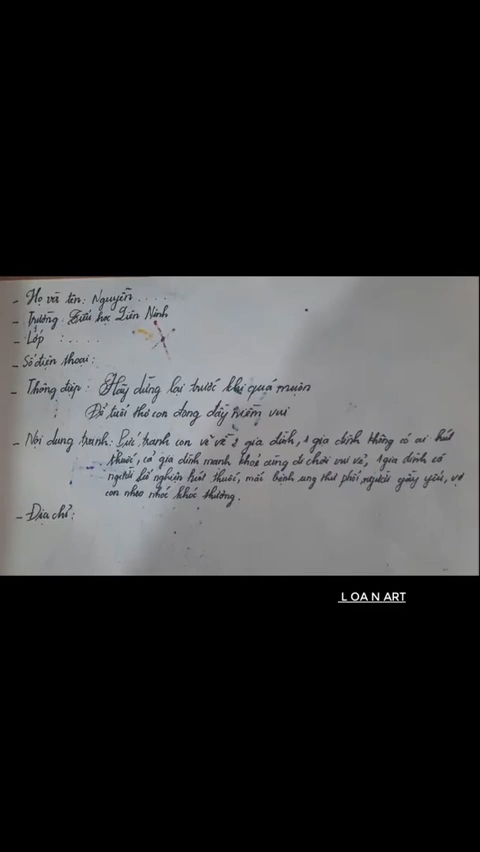 - Họ và tên: Nguyễn . . . .
- Trường: Tiểu học Liên Ninh
- Lớp : . . . . .
- Số điện thoại:
- Thông điệp: Hãy dừng lại trước khi quá muộn
Để tuổi thơ con đong đầy niềm vui
- Nội dung tranh: Bức tranh con vẽ về 2 gia đình, 1 gia đình không có ai hút
thuốc, cả gia đình mạnh khoẻ cùng đi chơi vui vẻ, 1 gia đình có
người bố nghiện hút thuốc, mắc bệnh ung thư phổi, người gầy yếu, vợ
con nheo nhóc khóc thương.
- Địa chỉ:
L OA N ART